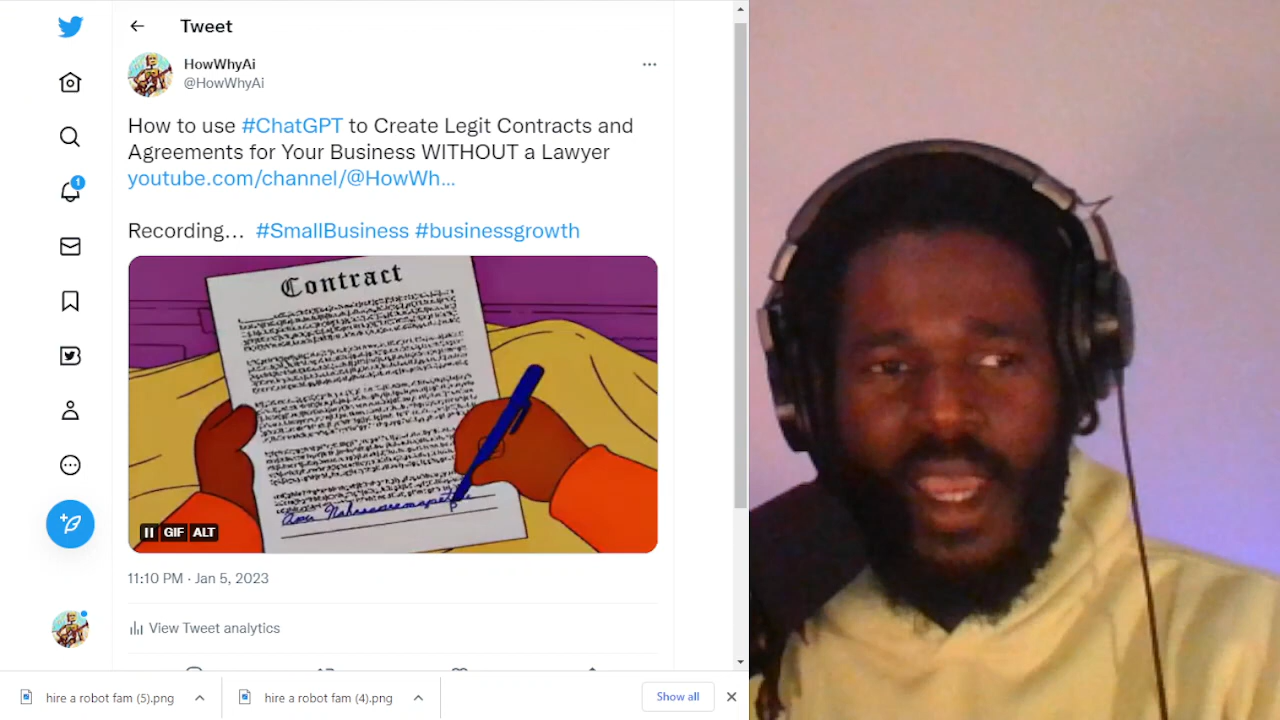 Tweet
HowWhyAi
@HowWhyAi
How to use #ChatGPT to Create Legit Contracts and
Agreements for Your Business WITHOUT a Lawyer
youtube.com/channel/@HowWh...
Recording... #SmallBusiness #businessgrowth
Contract
GIF ALT
11:10 PM · Jan 5, 2023
View Tweet analytics
1
hire a robot fam (5).png
hire a robot fam (4).png
Show all